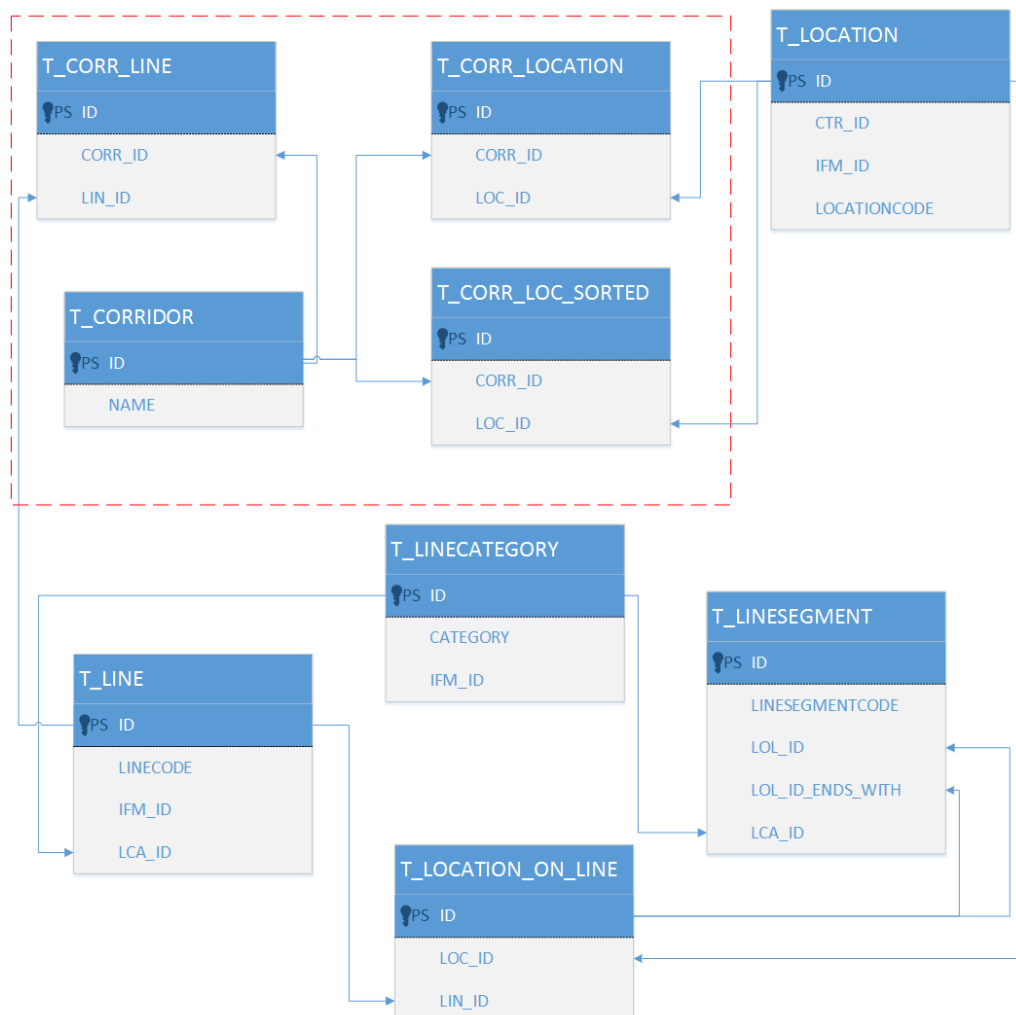 T_CORR_LINE
PS ID
CORR_ID
LIN_ID
T_CORR_LOCATION
PS ID
CORR_ID
LOC_ID
T_LOCATION
PS ID
CTR_ID
IFM_ID
LOCATIONCODE
T_CORRIDOR
PS ID
NAME
T_CORR_LOC_SORTED
PS ID
CORR_ID
LOC_ID
T_LINECATEGORY
PS ID
CATEGORY
IFM_ID
T_LINESEGMENT
PS ID
LINESEGMENTCODE
LOL_ID
LOL_ID_ENDS_WITH
LCA_ID
T_LINE
PS ID
LINECODE
IFM_ID
LCA_ID
T_LOCATION_ON_LINE
PS ID
LOC_ID
LIN_ID